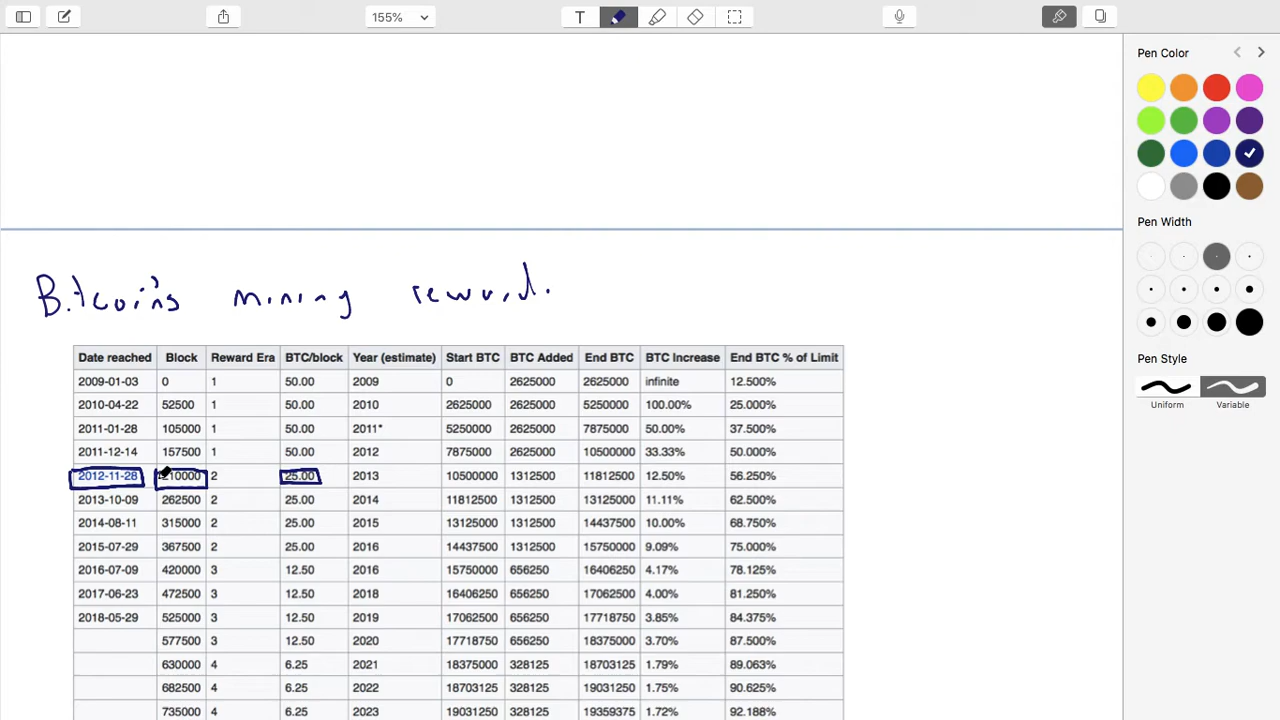 155%
T
Pen Color
Pen Width
Pen Style
Uniform Variable
Bitcoin's mining reward.
Date reached Block Reward Era BTC/block Year (estimate) Start BTC BTC Added End BTC BTC Increase End BTC % of Limit
2009-01-03 0 1 50.00 2009 0 2625000 2625000 infinite 12.500%
2010-04-22 52500 1 50.00 2010 2625000 2625000 5250000 100.00% 25.000%
2011-01-28 105000 1 50.00 2011* 5250000 2625000 7875000 50.00% 37.500%
2011-12-14 157500 1 50.00 2012 7875000 2625000 10500000 33.33% 50.000%
2012-11-28 210000 2 25.00 2013 10500000 1312500 11812500 12.50% 56.250%
2013-10-09 262500 2 25.00 2014 11812500 1312500 13125000 11.11% 62.500%
2014-08-11 315000 2 25.00 2015 13125000 1312500 14437500 10.00% 68.750%
2015-07-29 367500 2 25.00 2016 14437500 1312500 15750000 9.09% 75.000%
2016-07-09 420000 3 12.50 2016 15750000 656250 16406250 4.17% 78.125%
2017-06-23 472500 3 12.50 2018 16406250 656250 17062500 4.00% 81.250%
2018-05-29 525000 3 12.50 2019 17062500 656250 17718750 3.85% 84.375%
577500 3 12.50 2020 17718750 656250 18375000 3.70% 87.500%
630000 4 6.25 2021 18375000 328125 18703125 1.79% 89.063%
682500 4 6.25 2022 18703125 328125 19031250 1.75% 90.625%
735000 4 6.25 2023 19031250 328125 19359375 1.72% 92.188%